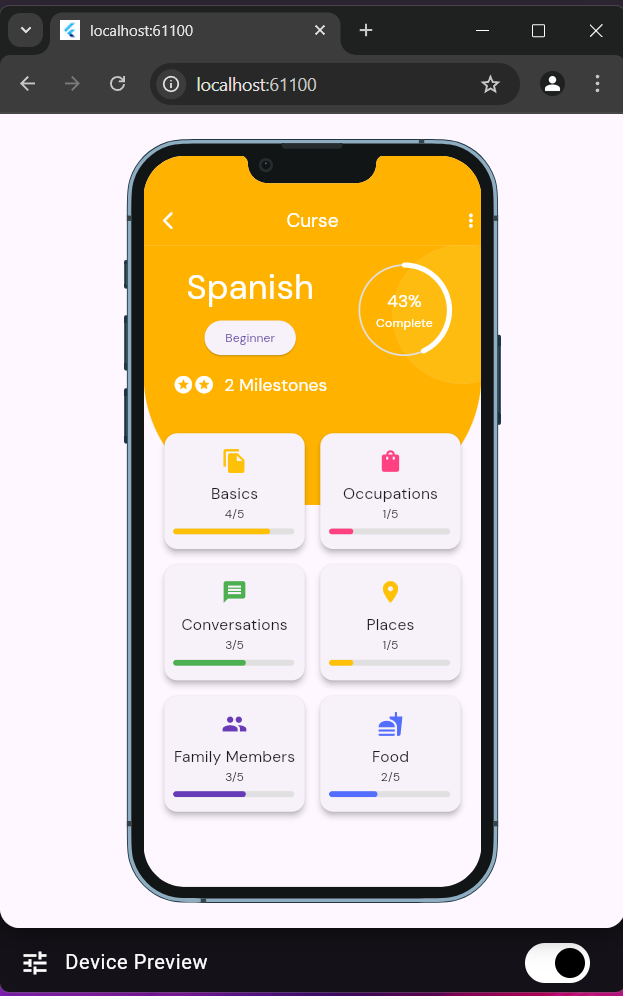 localhost:61100
localhost:61100
Curse
Spanish
43%
Complete
Beginner
2 Milestones
Basics
4/5
Occupations
1/5
Conversations
3/5
Places
1/5
Family Members
3/5
Food
2/5
Device Preview